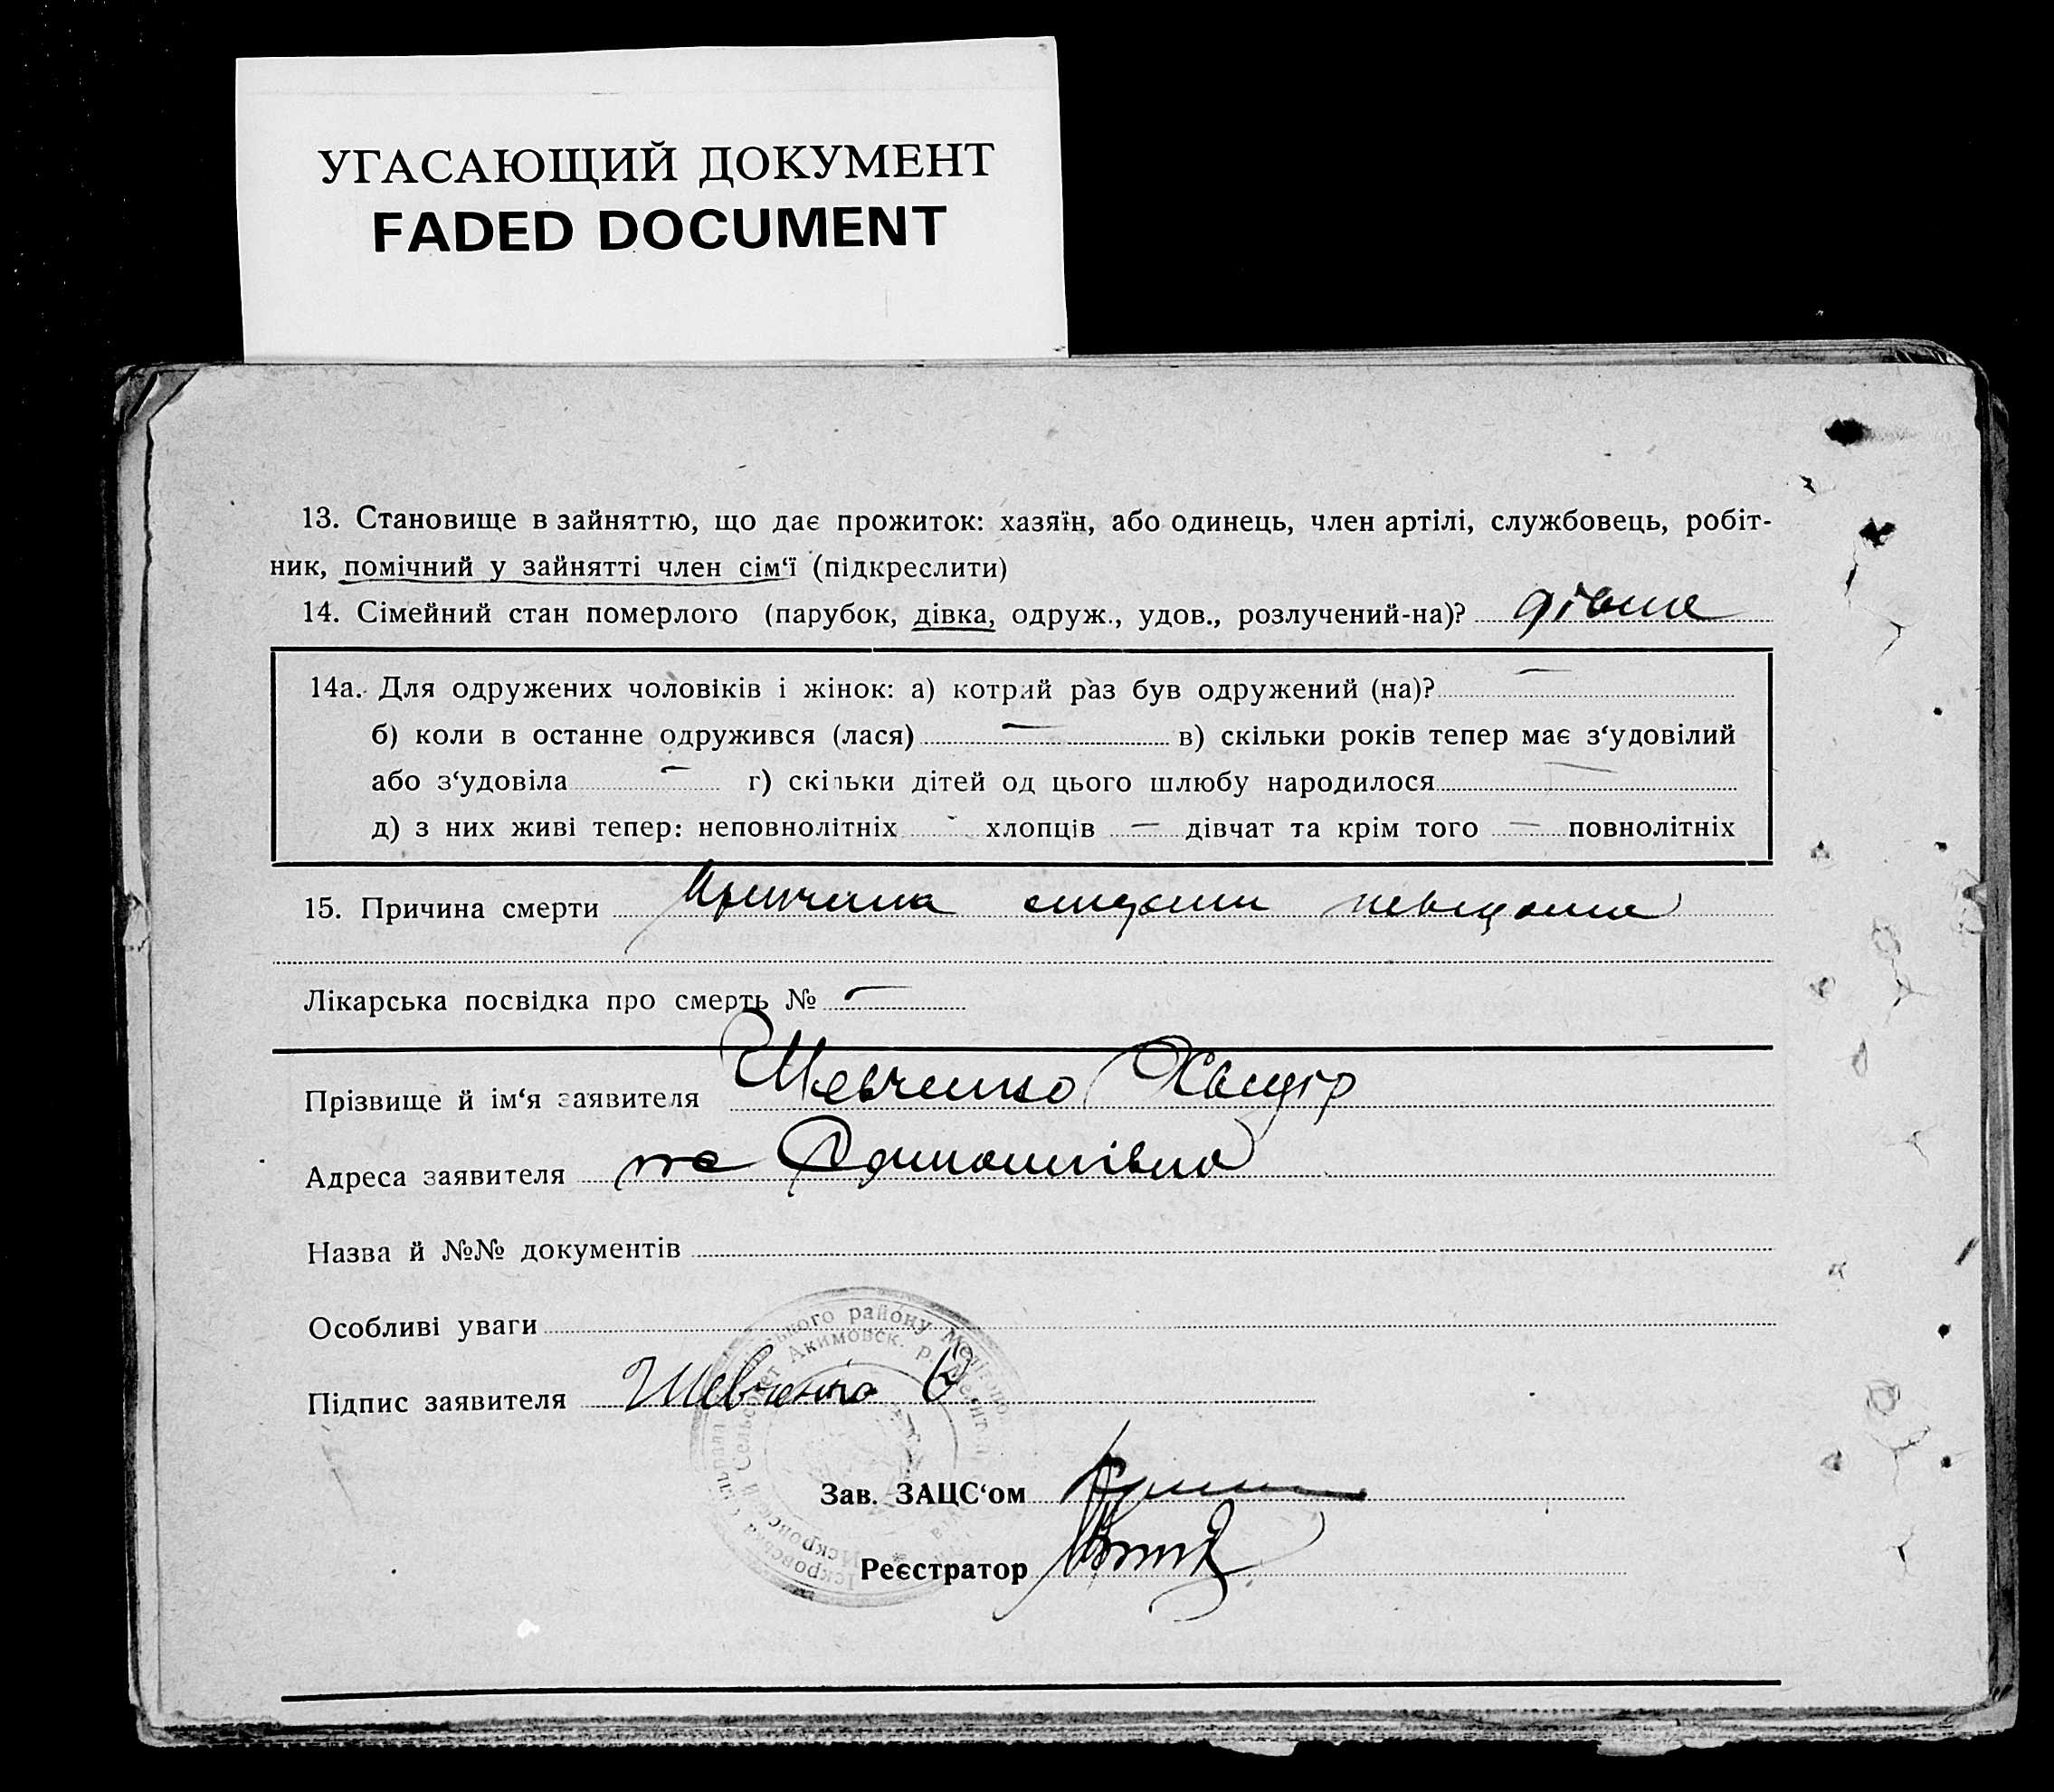 УГАСАЮЩИЙ ДОКУМЕНТ
FADED DOCUMENT
13. Становище в зайняттю, що дає прожиток: хазяїн, або одинець, член артілі, службовець, робіт-
ник, помічний у зайнятті член сім‘ї (підкреслити)
14. Сімейний стан померлого (парубок, дівка, одруж., удов., розлучений-на)?
14а. Для одружених чоловіків і жінок: а) котрий раз був одружений (на)? —
б) коли в останне одружився (лася) — в) скільки років тепер має з‘удовілий
або з‘удовіла — г) скільки дітей од цього шлюбу народилося —
д) з них живі тепер: неповнолітніх - хлопців — дівчат та крім того — повнолітніх
15. Причина смерти Причина
Лікарська посвідка про смерть № —
Прізвище й ім‘я заявителя Шевченко
Адреса заявителя
Назва й №№ документів
Особливі уваги
Підпис заявителя Шевченко
Зав. ЗАЦС‘ом
Реєстратор
району Акимовск. р.